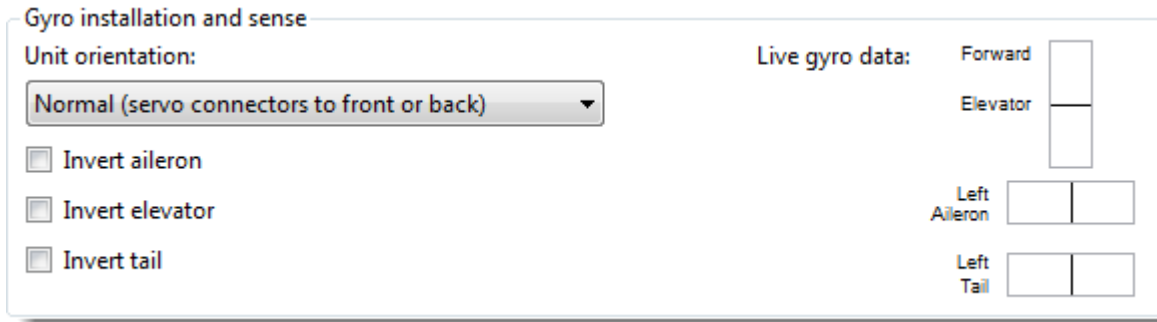 Gyro installation and sense
Unit orientation:
Normal (servo connectors to front or back)
Invert aileron
Invert elevator
Invert tail
Live gyro data:
Forward
Elevator
Left
Aileron
Left
Tail